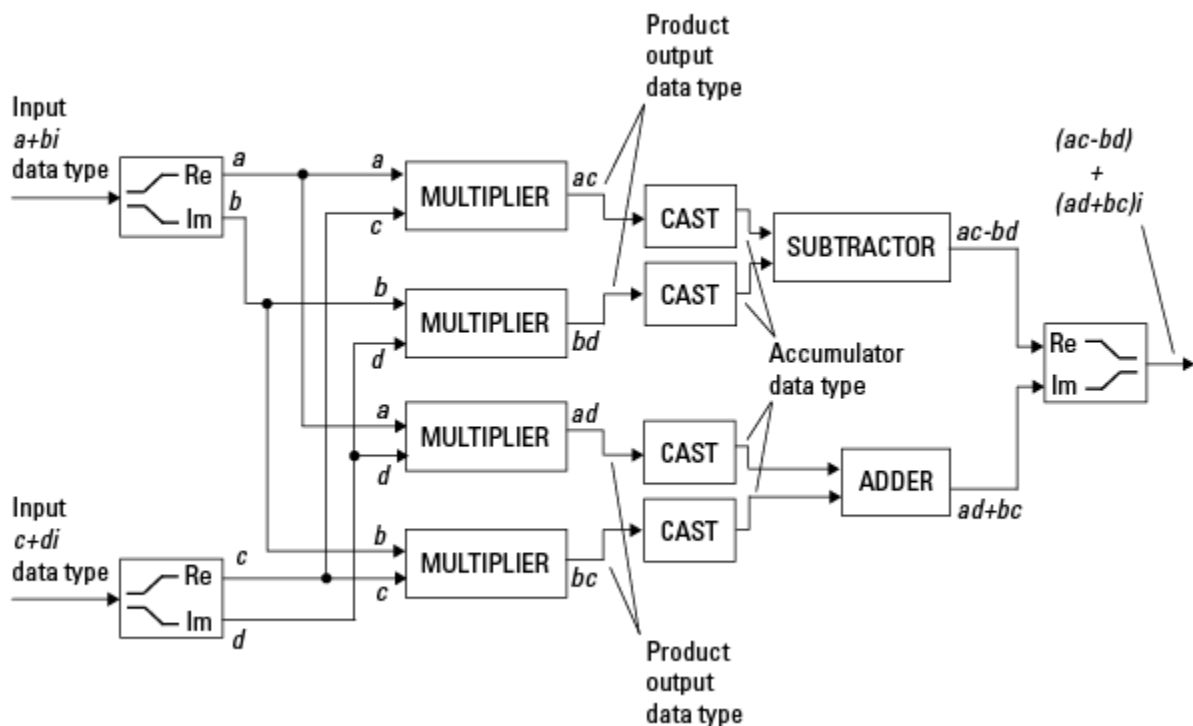 Product
output
data type
Input
a+bi
data type
Re
Im
a
b
a
c
MULTIPLIER
ac
CAST
CAST
SUBTRACTOR
ac-bd
(ac-bd)
+
(ad+bc)i
b
d
MULTIPLIER
bd
Accumulator
data type
Re
Im
a
d
MULTIPLIER
ad
CAST
CAST
ADDER
ad+bc
Input
c+di
data type
Re
Im
c
d
b
c
MULTIPLIER
bc
Product
output
data type